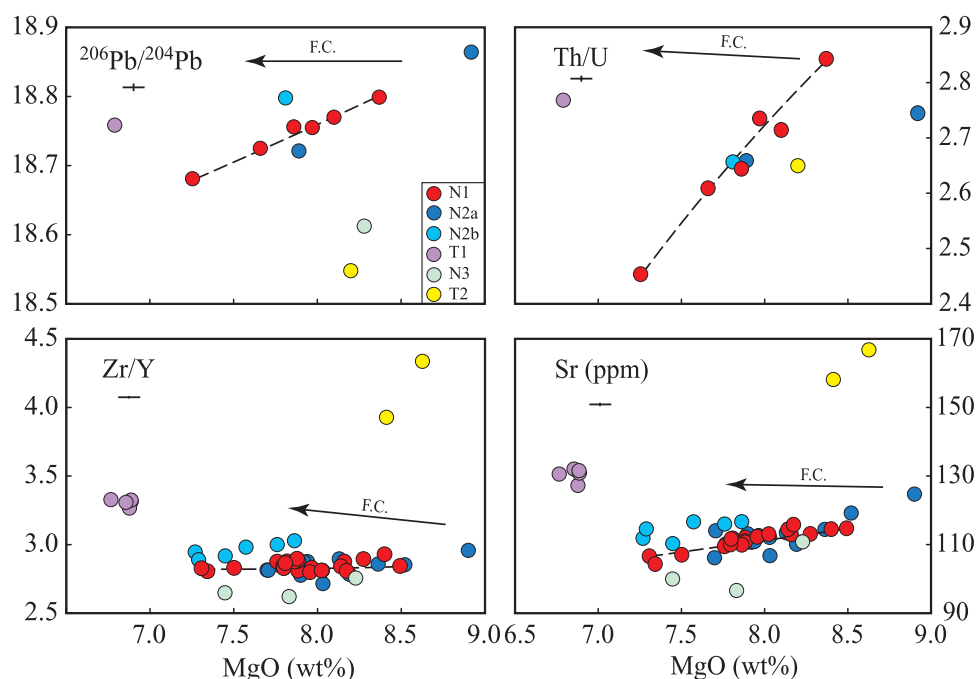 18.9
18.8
18.7
18.6
18.5
²⁰⁶Pb/²⁰⁴Pb
F.C.
N1
N2a
N2b
T1
N3
T2
Th/U
F.C.
2.9
2.8
2.7
2.6
2.5
2.4
4.5
4.0
3.5
3.0
2.5
Zr/Y
F.C.
7.0
7.5
8.0
8.5
9.0
MgO (wt%)
Sr (ppm)
F.C.
170
150
130
110
90
6.5
7.0
7.5
8.0
8.5
9.0
MgO (wt%)